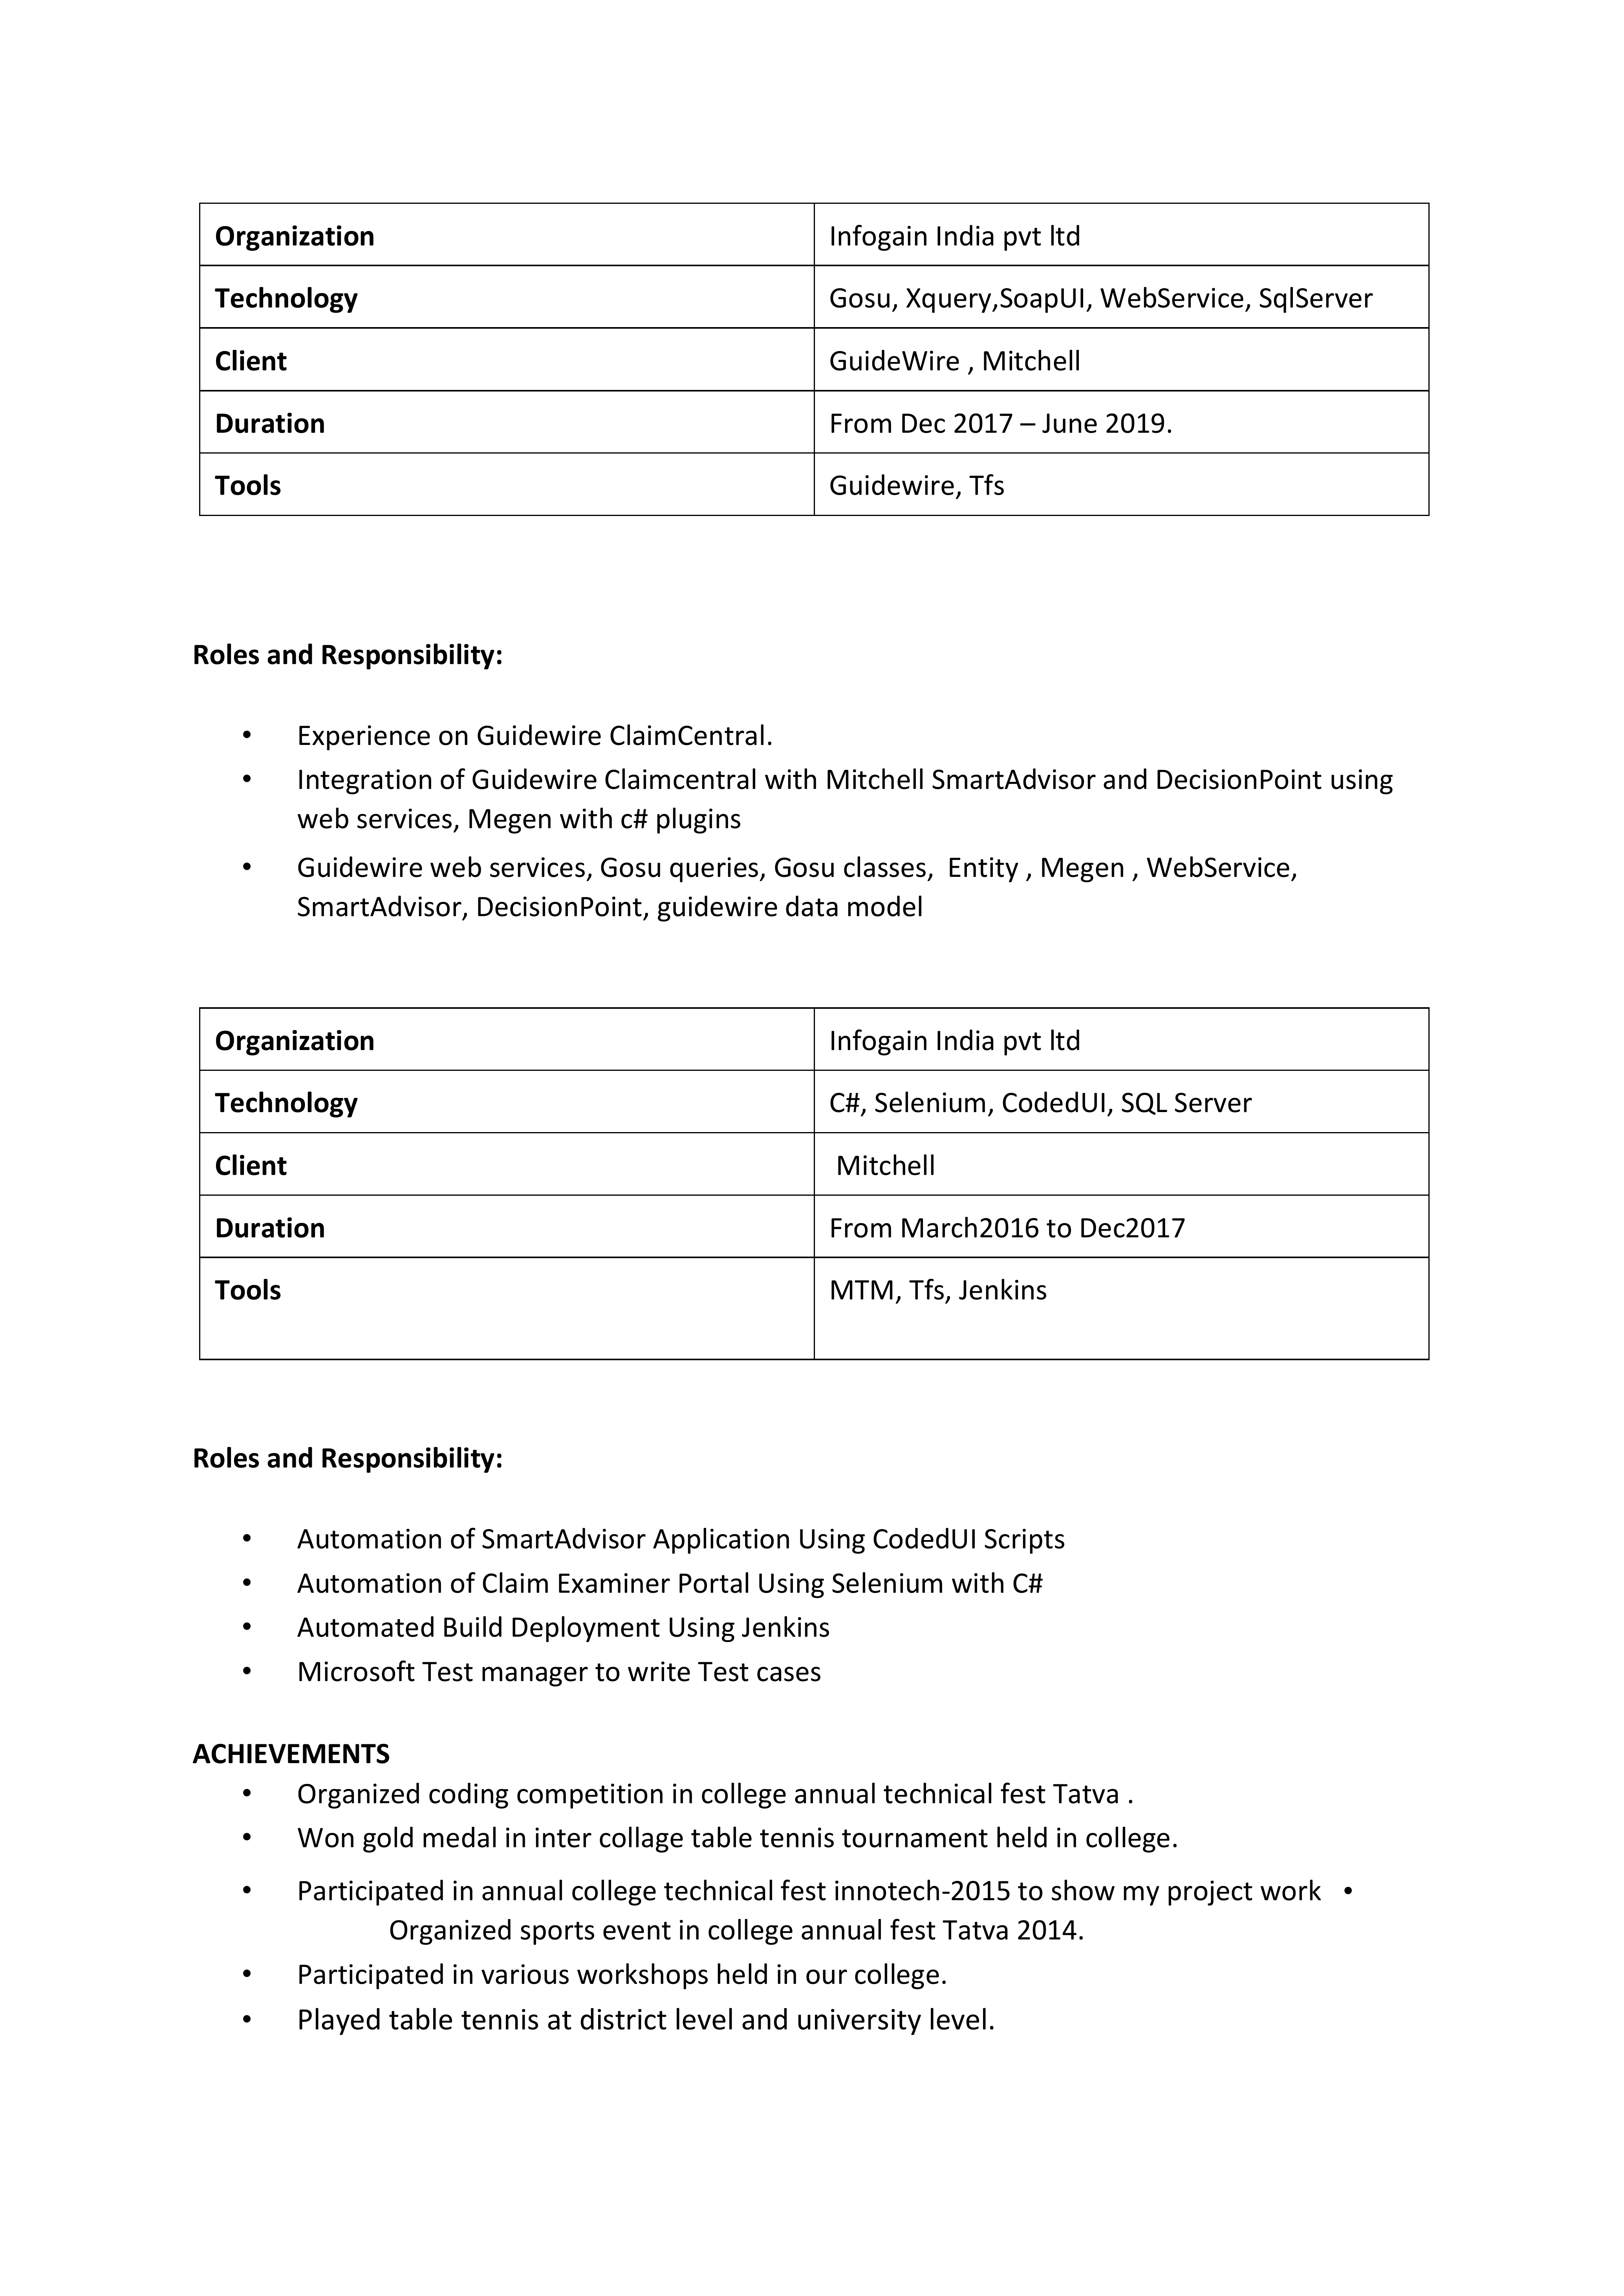 Organization Infogain India pvt ltd
Technology Gosu, Xquery,SoapUI, WebService, SqlServer
Client GuideWire , Mitchell
Duration From Dec 2017 – June 2019.
Tools Guidewire, Tfs
Roles and Responsibility:
• Experience on Guidewire ClaimCentral.
• Integration of Guidewire Claimcentral with Mitchell SmartAdvisor and DecisionPoint using
web services, Megen with c# plugins
• Guidewire web services, Gosu queries, Gosu classes,  Entity , Megen , WebService,
SmartAdvisor, DecisionPoint, guidewire data model
Organization Infogain India pvt ltd
Technology C#, Selenium, CodedUI, SQL Server
Client Mitchell
Duration From March2016 to Dec2017
Tools MTM, Tfs, Jenkins
Roles and Responsibility:
• Automation of SmartAdvisor Application Using CodedUI Scripts
• Automation of Claim Examiner Portal Using Selenium with C#
• Automated Build Deployment Using Jenkins
• Microsoft Test manager to write Test cases
ACHIEVEMENTS
• Organized coding competition in college annual technical fest Tatva .
• Won gold medal in inter collage table tennis tournament held in college.
• Participated in annual college technical fest innotech-2015 to show my project work •
Organized sports event in college annual fest Tatva 2014.
• Participated in various workshops held in our college.
• Played table tennis at district level and university level.